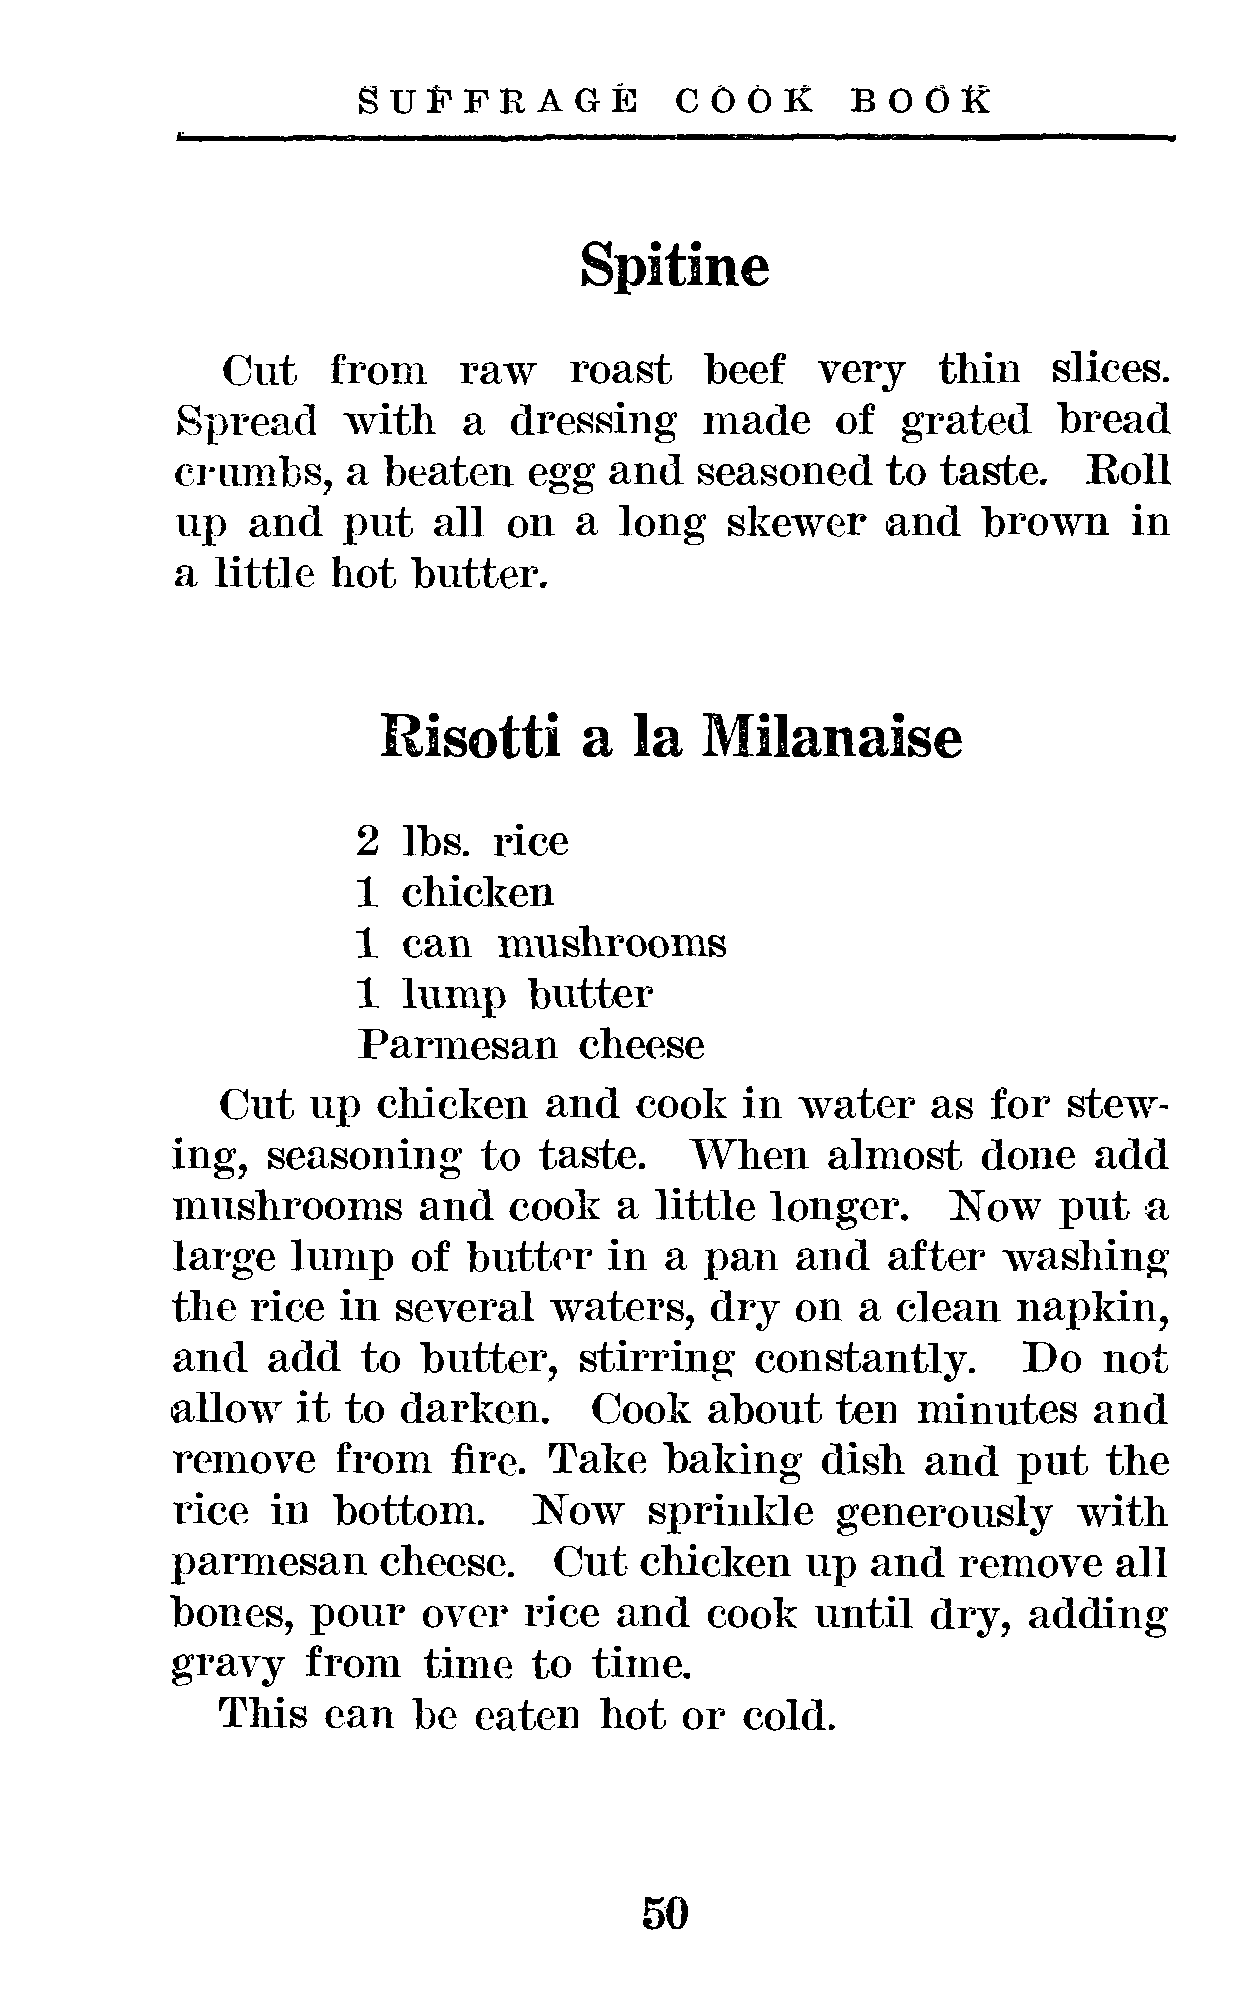 SUFFRAGE COOK BOOK
Spitine
Cut from raw roast beef very thin slices.
Spread with a dressing made of grated bread
crumbs, a beaten egg and seasoned to taste. Roll
up and put all on a long skewer and brown in
a little hot butter.
Risotti a la Milanaise
2 lbs. rice
1 chicken
1 can mushrooms
1 lump butter
Parmesan cheese
Cut up chicken and cook in water as for stew-
ing, seasoning to taste. When almost done add
mushrooms and cook a little longer. Now put a
large lump of butter in a pan and after washing
the rice in several waters, dry on a clean napkin,
and add to butter, stirring constantly. Do not
allow it to darken. Cook about ten minutes and
remove from fire. Take baking dish and put the
rice in bottom. Now sprinkle generously with
parmesan cheese. Cut chicken up and remove all
bones, pour over rice and cook until dry, adding
gravy from time to time.
This can be eaten hot or cold.
50